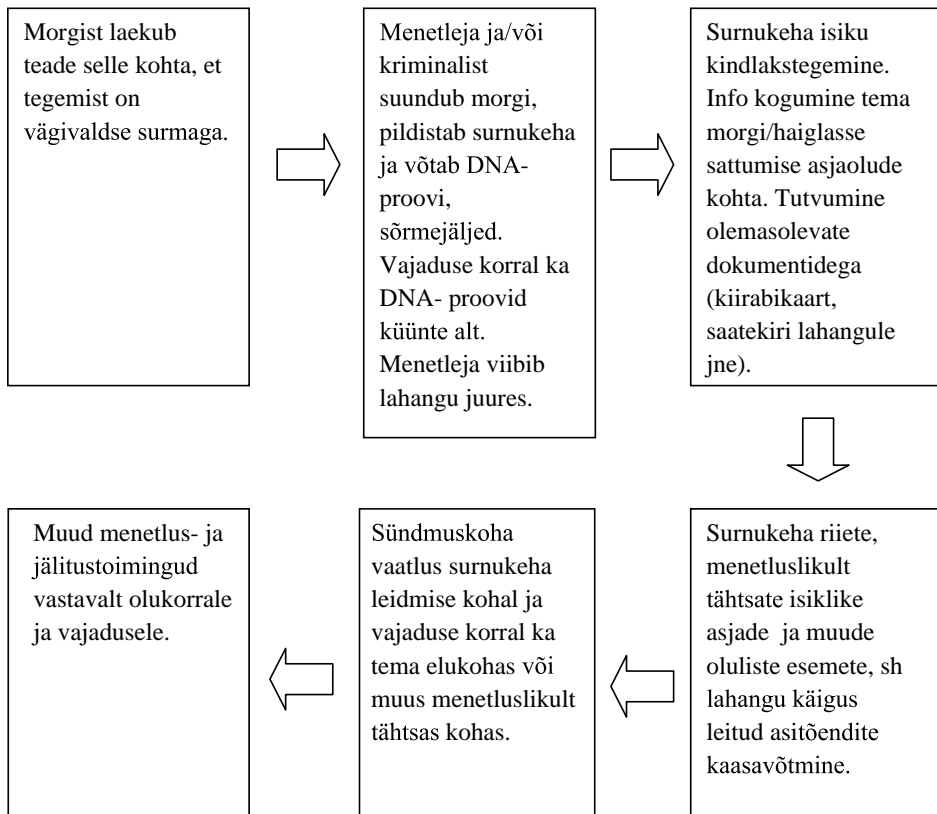 Morgist laekub
teade selle kohta, et
tegemist on
vägivaldse surmaga.
Menetleja ja/või
kriminalist
suundub morgi,
pildistab surnukeha
ja võtab DNA-
proovi,
sõrmejäljed.
Vajaduse korral ka
DNA- proovid
küünte alt.
Menetleja viibib
lahangu juures.
Surnukeha isiku
kindlakstegemine.
Info kogumine tema
morgi/haiglasse
sattumise asjaolude
kohta. Tutvumine
olemasolevate
dokumentidega
(kiirabikaart,
saatekiri lahangule
jne).
Surnukeha riiete,
menetluslikult
tähtsate isiklike
asjade  ja muude
oluliste esemete, sh
lahangu käigus
leitud asitõendite
kaasavõtmine.
Sündmuskoha
vaatlus surnukeha
leidmise kohal ja
vajaduse korral ka
tema elukohas või
muus menetluslikult
tähtsas kohas.
Muud menetlus- ja
jälitustoimingud
vastavalt olukorrale
ja vajadusele.